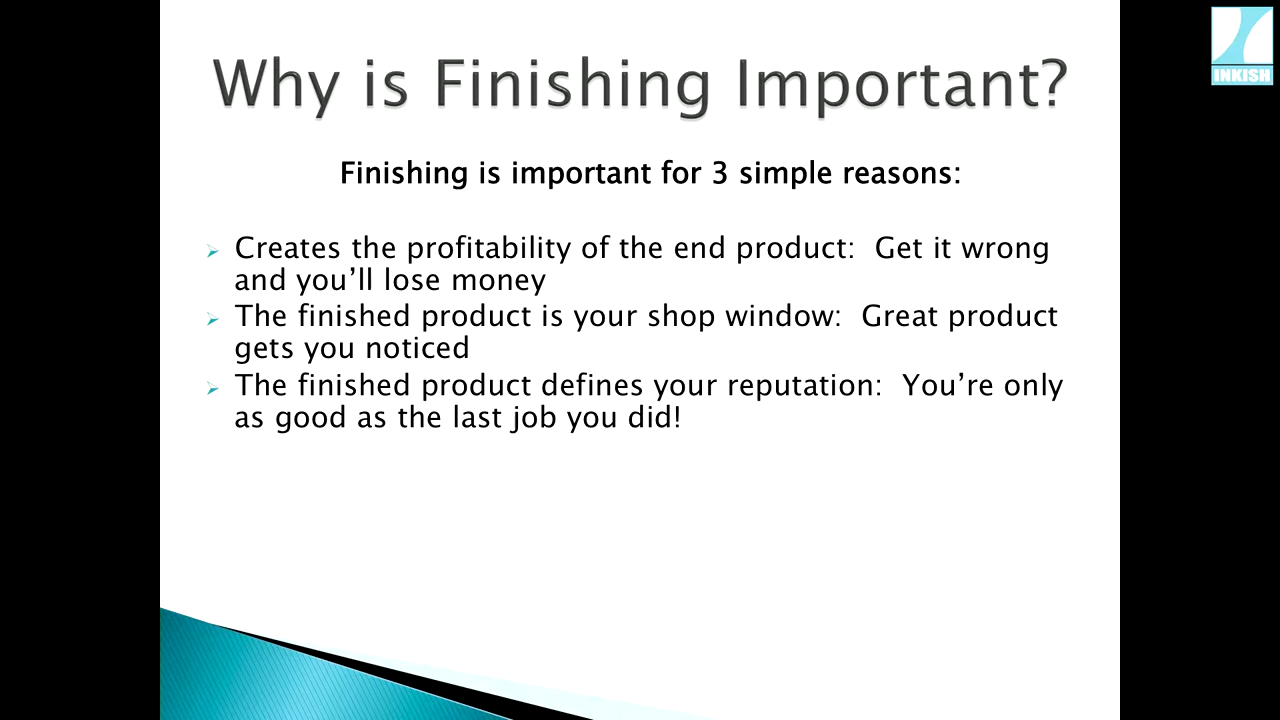 Why is Finishing Important?
Finishing is important for 3 simple reasons:
Creates the profitability of the end product:  Get it wrong
and you’ll lose money
The finished product is your shop window:  Great product
gets you noticed
The finished product defines your reputation:  You’re only
as good as the last job you did!
INKISH